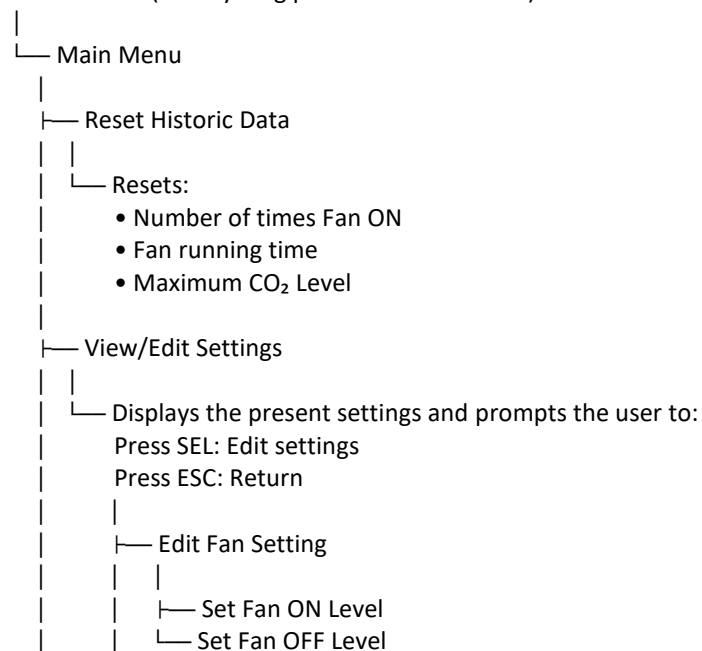 Main Menu
Reset Historic Data
Resets:
• Number of times Fan ON
• Fan running time
• Maximum CO₂ Level
View/Edit Settings
Displays the present settings and prompts the user to:
Press SEL: Edit settings
Press ESC: Return
Edit Fan Setting
Set Fan ON Level
Set Fan OFF Level